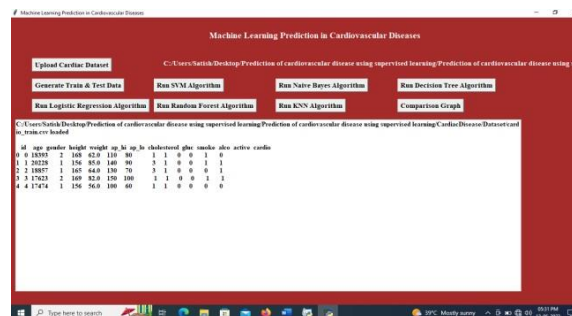 Machine Learning Prediction in Cardiovascular Diseases
Machine Learning Prediction in Cardiovascular Diseases
Upload Cardiac Dataset
C:/Users/Satish/Desktop/Prediction of cardiovascular disease using supervised learning/Prediction of cardiovascular disease using s
Generate Train & Test Data
Run SVM Algorithm
Run Naive Bayes Algorithm
Run Decision Tree Algorithm
Run Logistic Regression Algorithm
Run Random Forest Algorithm
Run KNN Algorithm
Comparison Graph
C:/Users/Satish/Desktop/Prediction of cardiovascular disease using supervised learning/Prediction of cardiovascular disease using supervised learning/CardiacDisease/Dataset/card
io_train.csv loaded
id age gender height weight ap_hi ap_lo cholesterol gluc smoke alco active cardio
0 0 18393 2 168 62.0 110 80 1 1 0 0 1 0
1 1 20228 1 156 85.0 140 90 3 1 0 0 1 1
2 2 18857 1 165 64.0 130 70 3 1 0 0 0 1
3 3 17623 2 169 82.0 150 100 1 1 0 0 1 1
4 4 17474 1 156 56.0 100 60 1 1 0 0 0 0
Type here to search
39°C Mostly sunny
05:31 PM